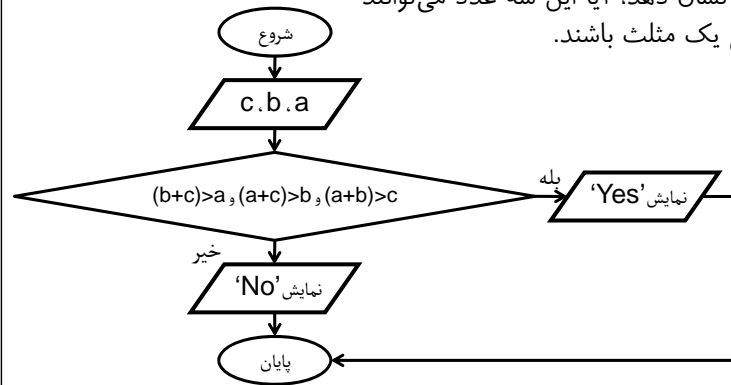 نشان دهد، آیا این سه عدد می‌توانند
یک مثلث باشند.
شروع
c،b،a
(b+c)>a و (a+c)>b و (a+b)>c
بله
نمایش‘Yes’
خیر
نمایش‘No’
پایان